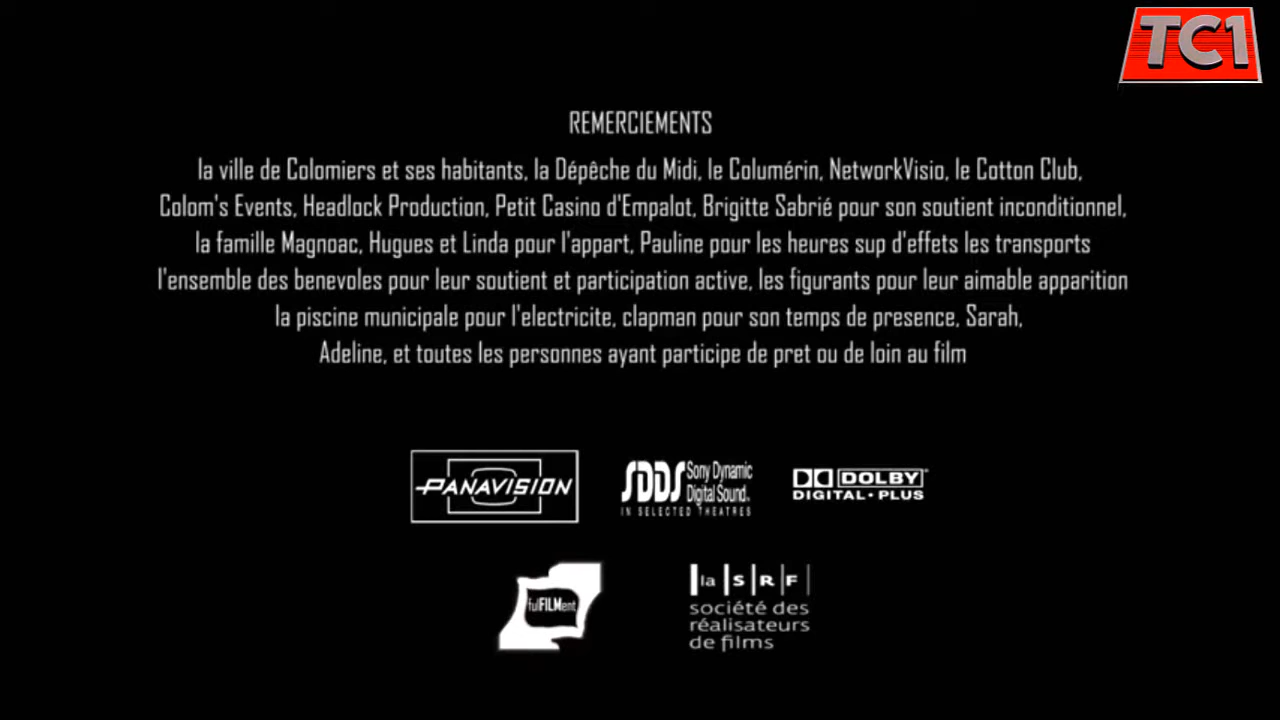 TC1
REMERCIEMENTS
la ville de Colomiers et ses habitants, la Dépêche du Midi, le Columérin, NetworkVisio, le Cotton Club,
Colom's Events, Headlock Production, Petit Casino d'Empalot, Brigitte Sabrié pour son soutient inconditionnel,
la famille Magnoac, Hugues et Linda pour l'appart, Pauline pour les heures sup d'effets les transports
l'ensemble des benevoles pour leur soutient et participation active, les figurants pour leur aimable apparition
la piscine municipale pour l'electricite, clapman pour son temps de presence, Sarah,
Adeline, et toutes les personnes ayant participe de pret ou de loin au film
PANAVISION
SDDS Sony Dynamic
Digital Sound.
IN SELECTED THEATRES
DOLBY
DIGITAL·PLUS
fulFILMent
la SRF
société des
réalisateurs
de films